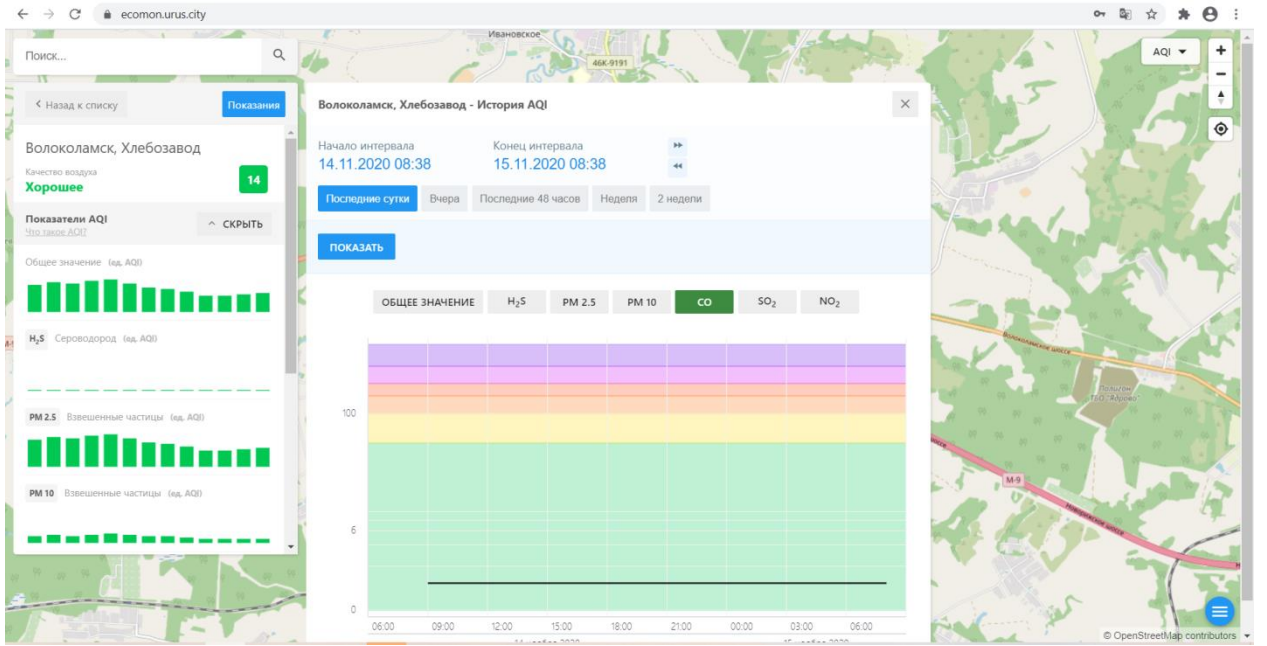 ecomon.urus.city
Поиск...
Ивановское
46К-9191
AQI
Назад к списку
Показания
Волоколамск, Хлебозавод
Качество воздуха
Хорошее
14
Показатели AQI
Что такое AQI?
СКРЫТЬ
Общее значение (ед. AQI)
H₂S Сероводород (ед. AQI)
PM 2.5 Взвешенные частицы (ед. AQI)
PM 10 Взвешенные частицы (ед. AQI)
Волоколамск, Хлебозавод - История AQI
Начало интервала
14.11.2020 08:38
Конец интервала
15.11.2020 08:38
Последние сутки Вчера Последние 48 часов Неделя 2 недели
ПОКАЗАТЬ
ОБЩЕЕ ЗНАЧЕНИЕ H₂S PM 2.5 PM 10 CO SO₂ NO₂
100
6
0
06:00 09:00 12:00 15:00 18:00 21:00 00:00 03:00 06:00
14 ноября 2020 15 ноября 2020
Волоколамское шоссе
Полигон
ТБО "Ядрово"
М-9
Новорижское шоссе
© OpenStreetMap contributors